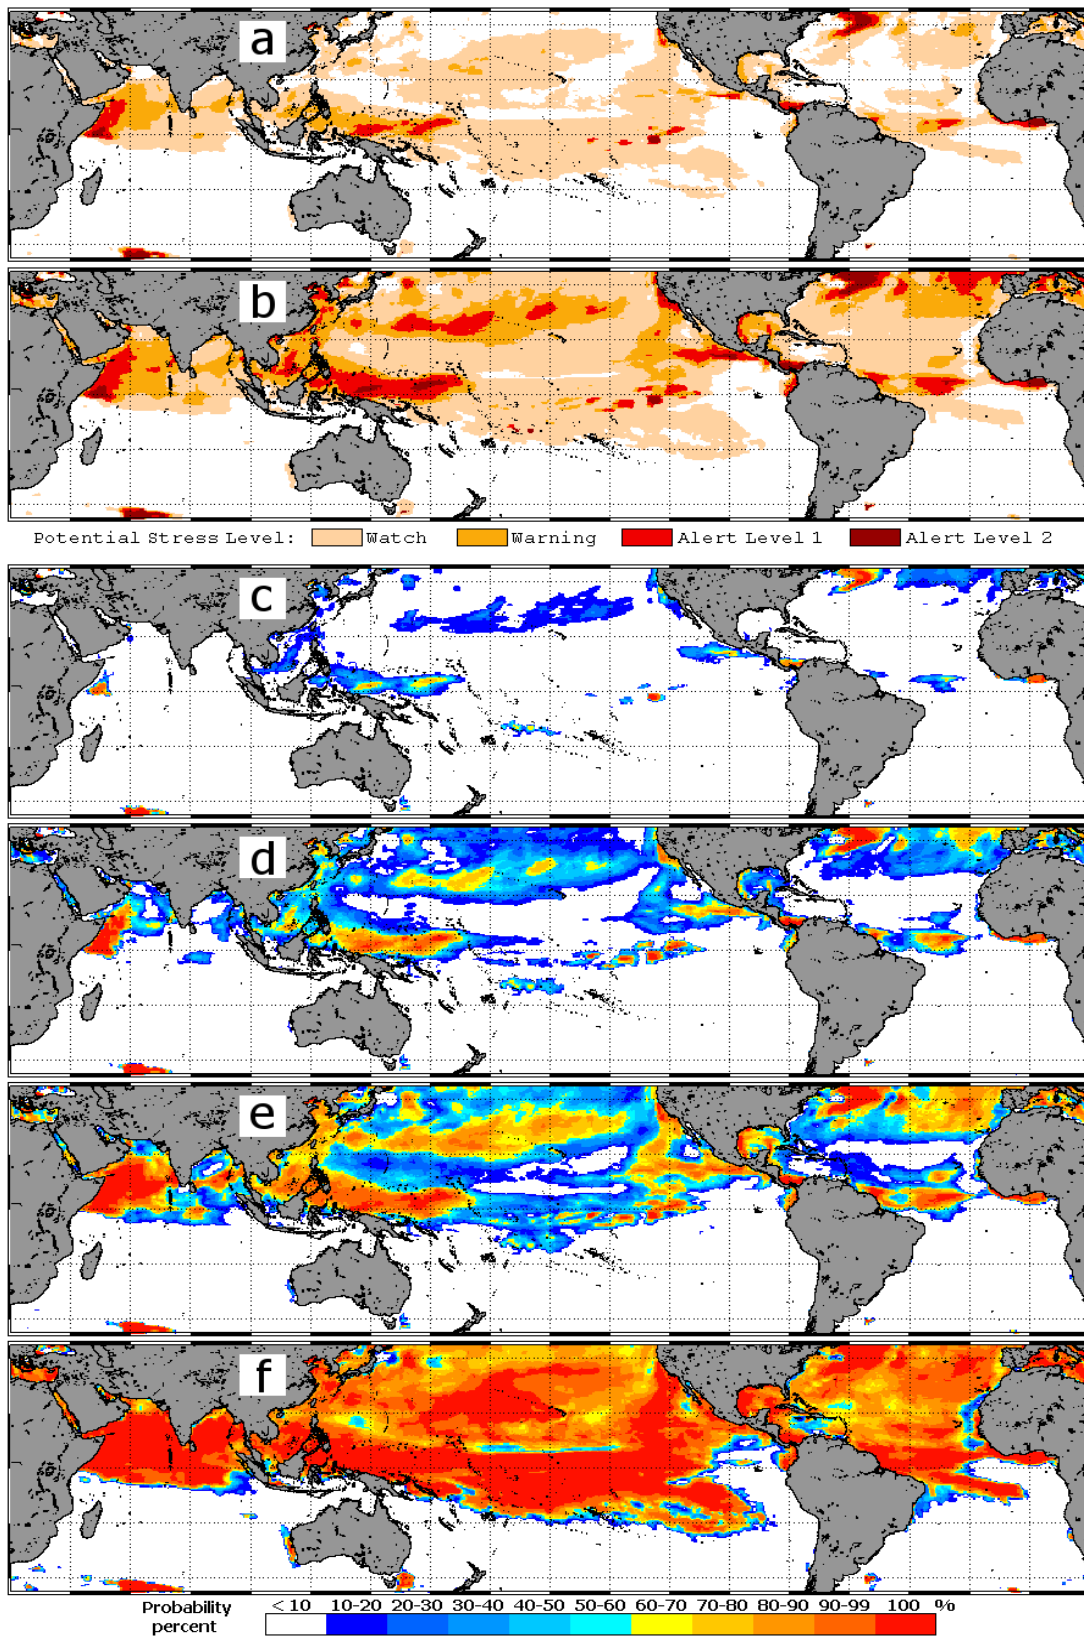 a
b
Potential Stress Level: Watch Warning Alert Level 1 Alert Level 2
c
d
e
f
Probability percent
< 10 10-20 20-30 30-40 40-50 50-60 60-70 70-80 80-90 90-99 100 %